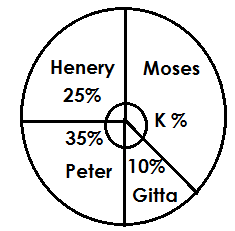 Henery
25%
Moses
K %
35%
Peter
10%
Gitta